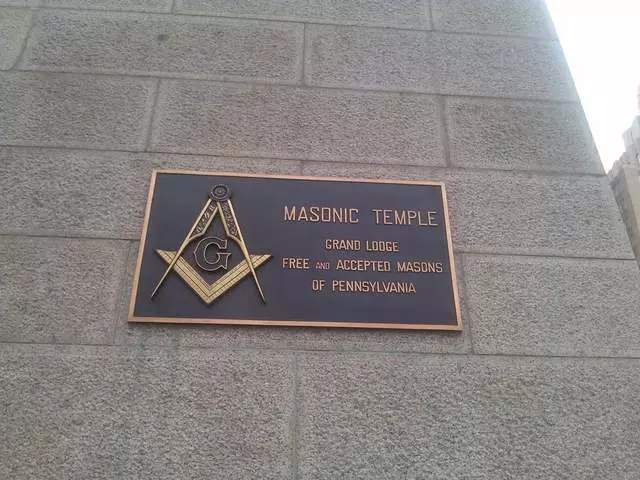 G
MASONIC TEMPLE
GRAND LODGE
FREE AND ACCEPTED MASONS
OF PENNSYLVANIA